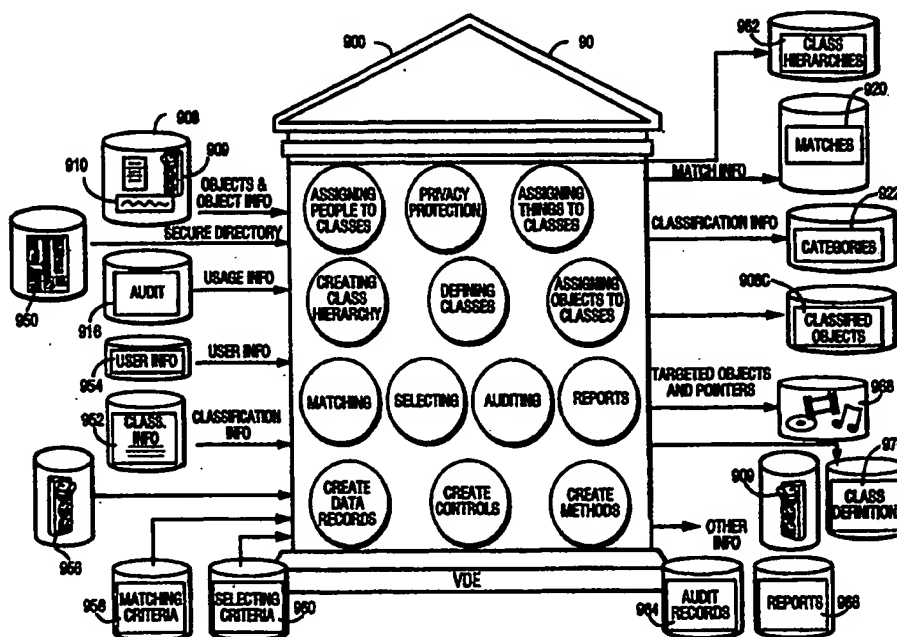 900
90
962
CLASS
HIERARCHIES
920
MATCHES
908
909
910
OBJECTS &
OBJECT INFO
ASSIGNING
PEOPLE TO
CLASSES
PRIVACY
PROTECTION
ASSIGNING
THINGS TO
CLASSES
MATCH INFO
SECURE DIRECTORY
CLASSIFICATION INFO
922
CATEGORIES
950
AUDIT
916
USAGE INFO
CREATING
CLASS
HIERARCHY
DEFINING
CLASSES
ASSIGNING
OBJECTS TO
CLASSES
908C
CLASSIFIED
OBJECTS
USER INFO
954
USER INFO
TARGETED OBJECTS
AND POINTERS
968
952
CLASS.
INFO
CLASSIFICATION
INFO
MATCHING
SELECTING
AUDITING
REPORTS
956
CREATE
DATA
RECORDS
CREATE
CONTROLS
CREATE
METHODS
OTHER
INFO
909
97
CLASS
DEFINITION
VDE
958
MATCHING
CRITERIA
SELECTING
CRITERIA
960
964
AUDIT
RECORDS
REPORTS
966